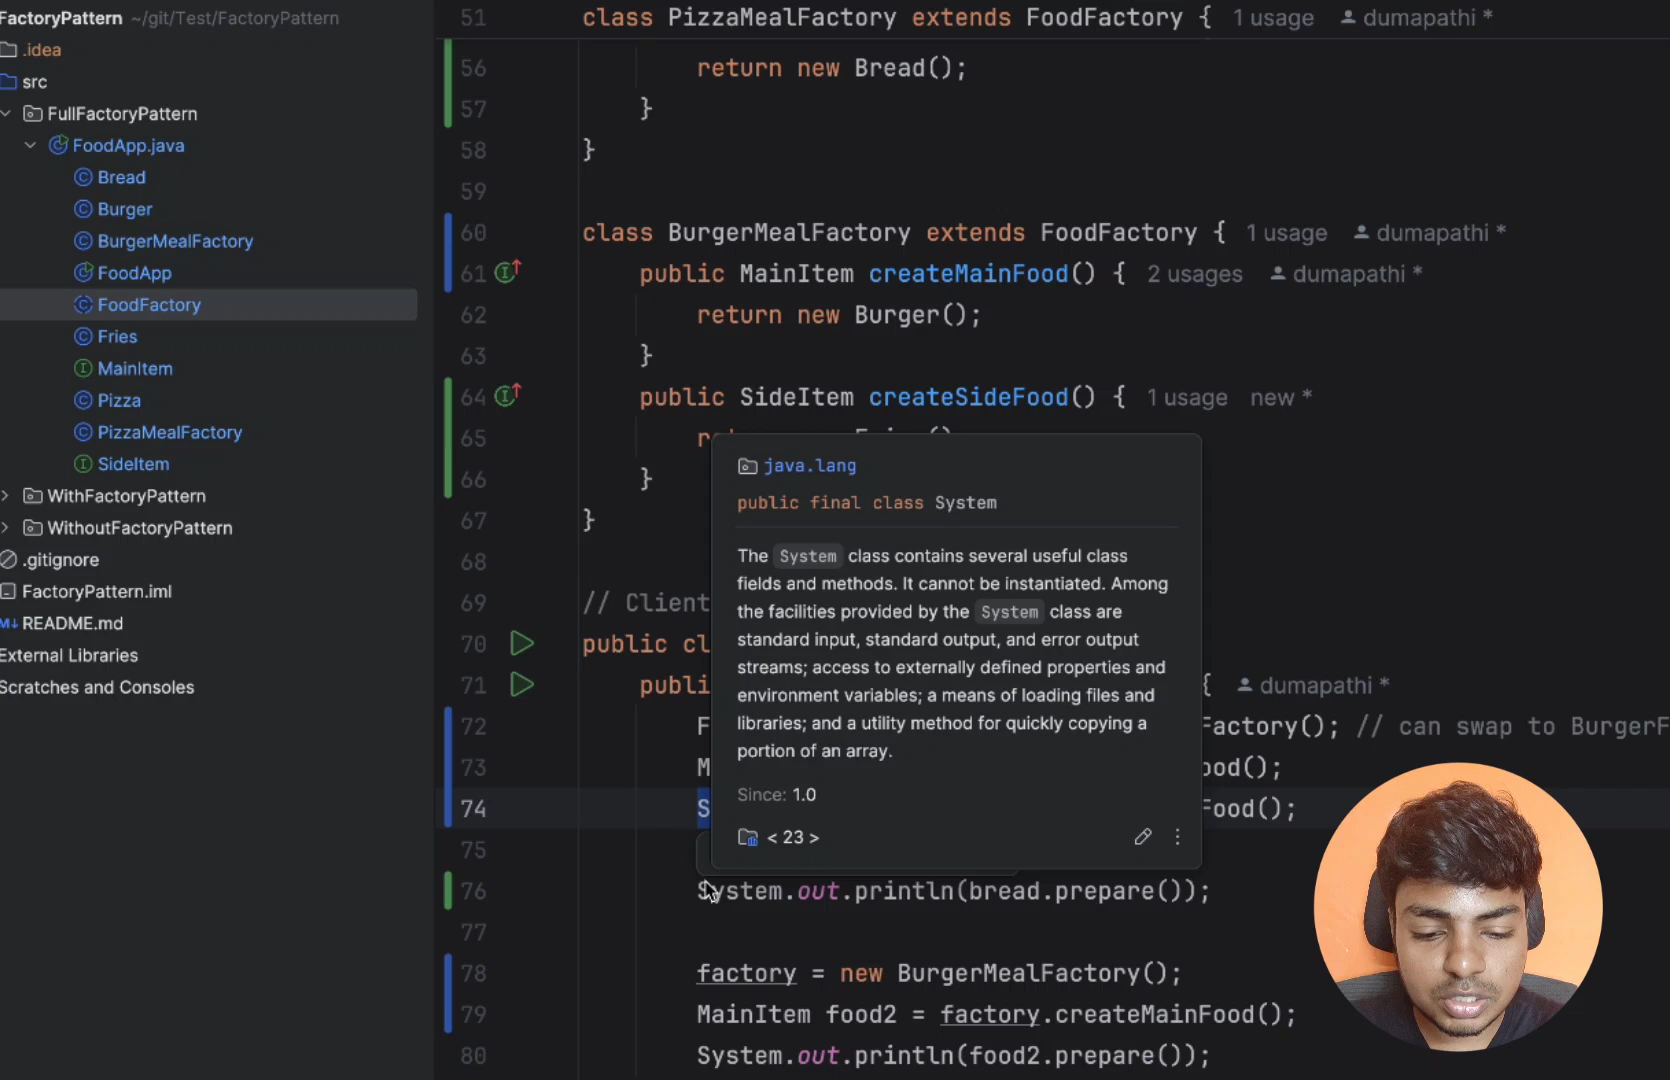 FactoryPattern ~/git/Test/FactoryPattern
.idea
src
FullFactoryPattern
FoodApp.java
Bread
Burger
BurgerMealFactory
FoodApp
FoodFactory
Fries
MainItem
Pizza
PizzaMealFactory
SideItem
WithFactoryPattern
WithoutFactoryPattern
.gitignore
FactoryPattern.iml
README.md
External Libraries
Scratches and Consoles
51 class PizzaMealFactory extends FoodFactory { 1 usage dumapathi *
56 return new Bread();
57 }
58 }
59
60 class BurgerMealFactory extends FoodFactory { 1 usage dumapathi *
61 public MainItem createMainFood() { 2 usages dumapathi *
62 return new Burger();
63 }
64 public SideItem createSideFood() { 1 usage new *
65
66 }
67 }
68
69 // Client
70 public cl
71 publi { dumapathi *
72 F Factory(); // can swap to BurgerF
73 M ood();
74 S Food();
75
76 System.out.println(bread.prepare());
77
78 factory = new BurgerMealFactory();
79 MainItem food2 = factory.createMainFood();
80 System.out.println(food2.prepare());
java.lang
public final class System
The System class contains several useful class
fields and methods. It cannot be instantiated. Among
the facilities provided by the System class are
standard input, standard output, and error output
streams; access to externally defined properties and
environment variables; a means of loading files and
libraries; and a utility method for quickly copying a
portion of an array.
Since: 1.0
< 23 >